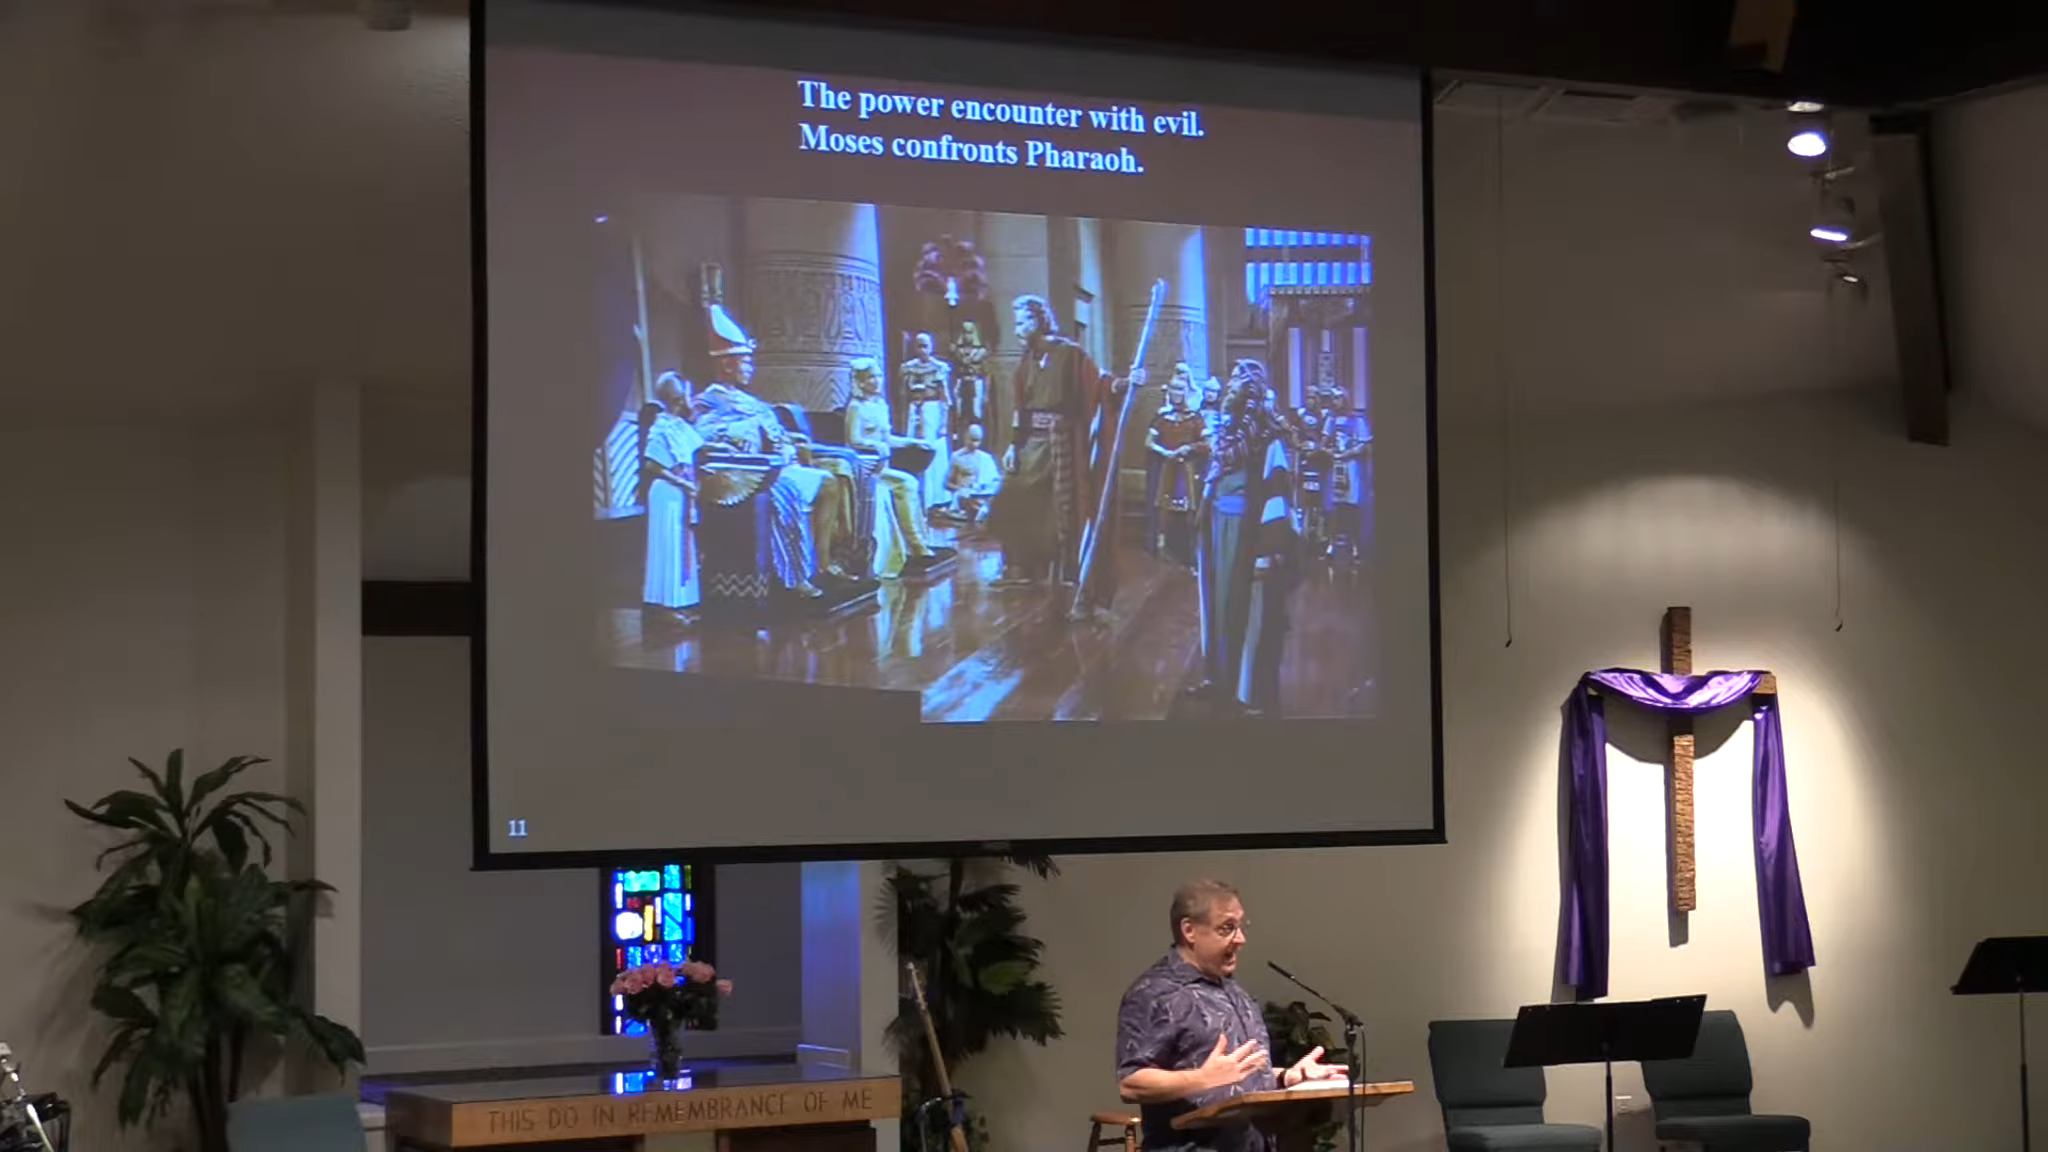 The power encounter with evil.
Moses confronts Pharaoh.
11
THIS DO IN REMEMBRANCE OF ME